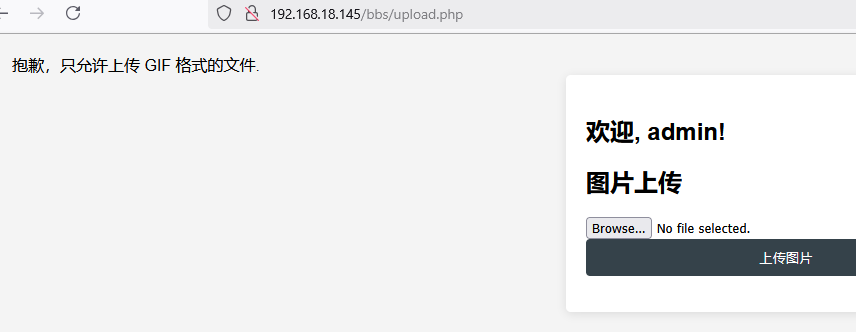 192.168.18.145/bbs/upload.php
抱歉，只允许上传 GIF 格式的文件.
欢迎, admin!
图片上传
Browse... No file selected.
上传图片